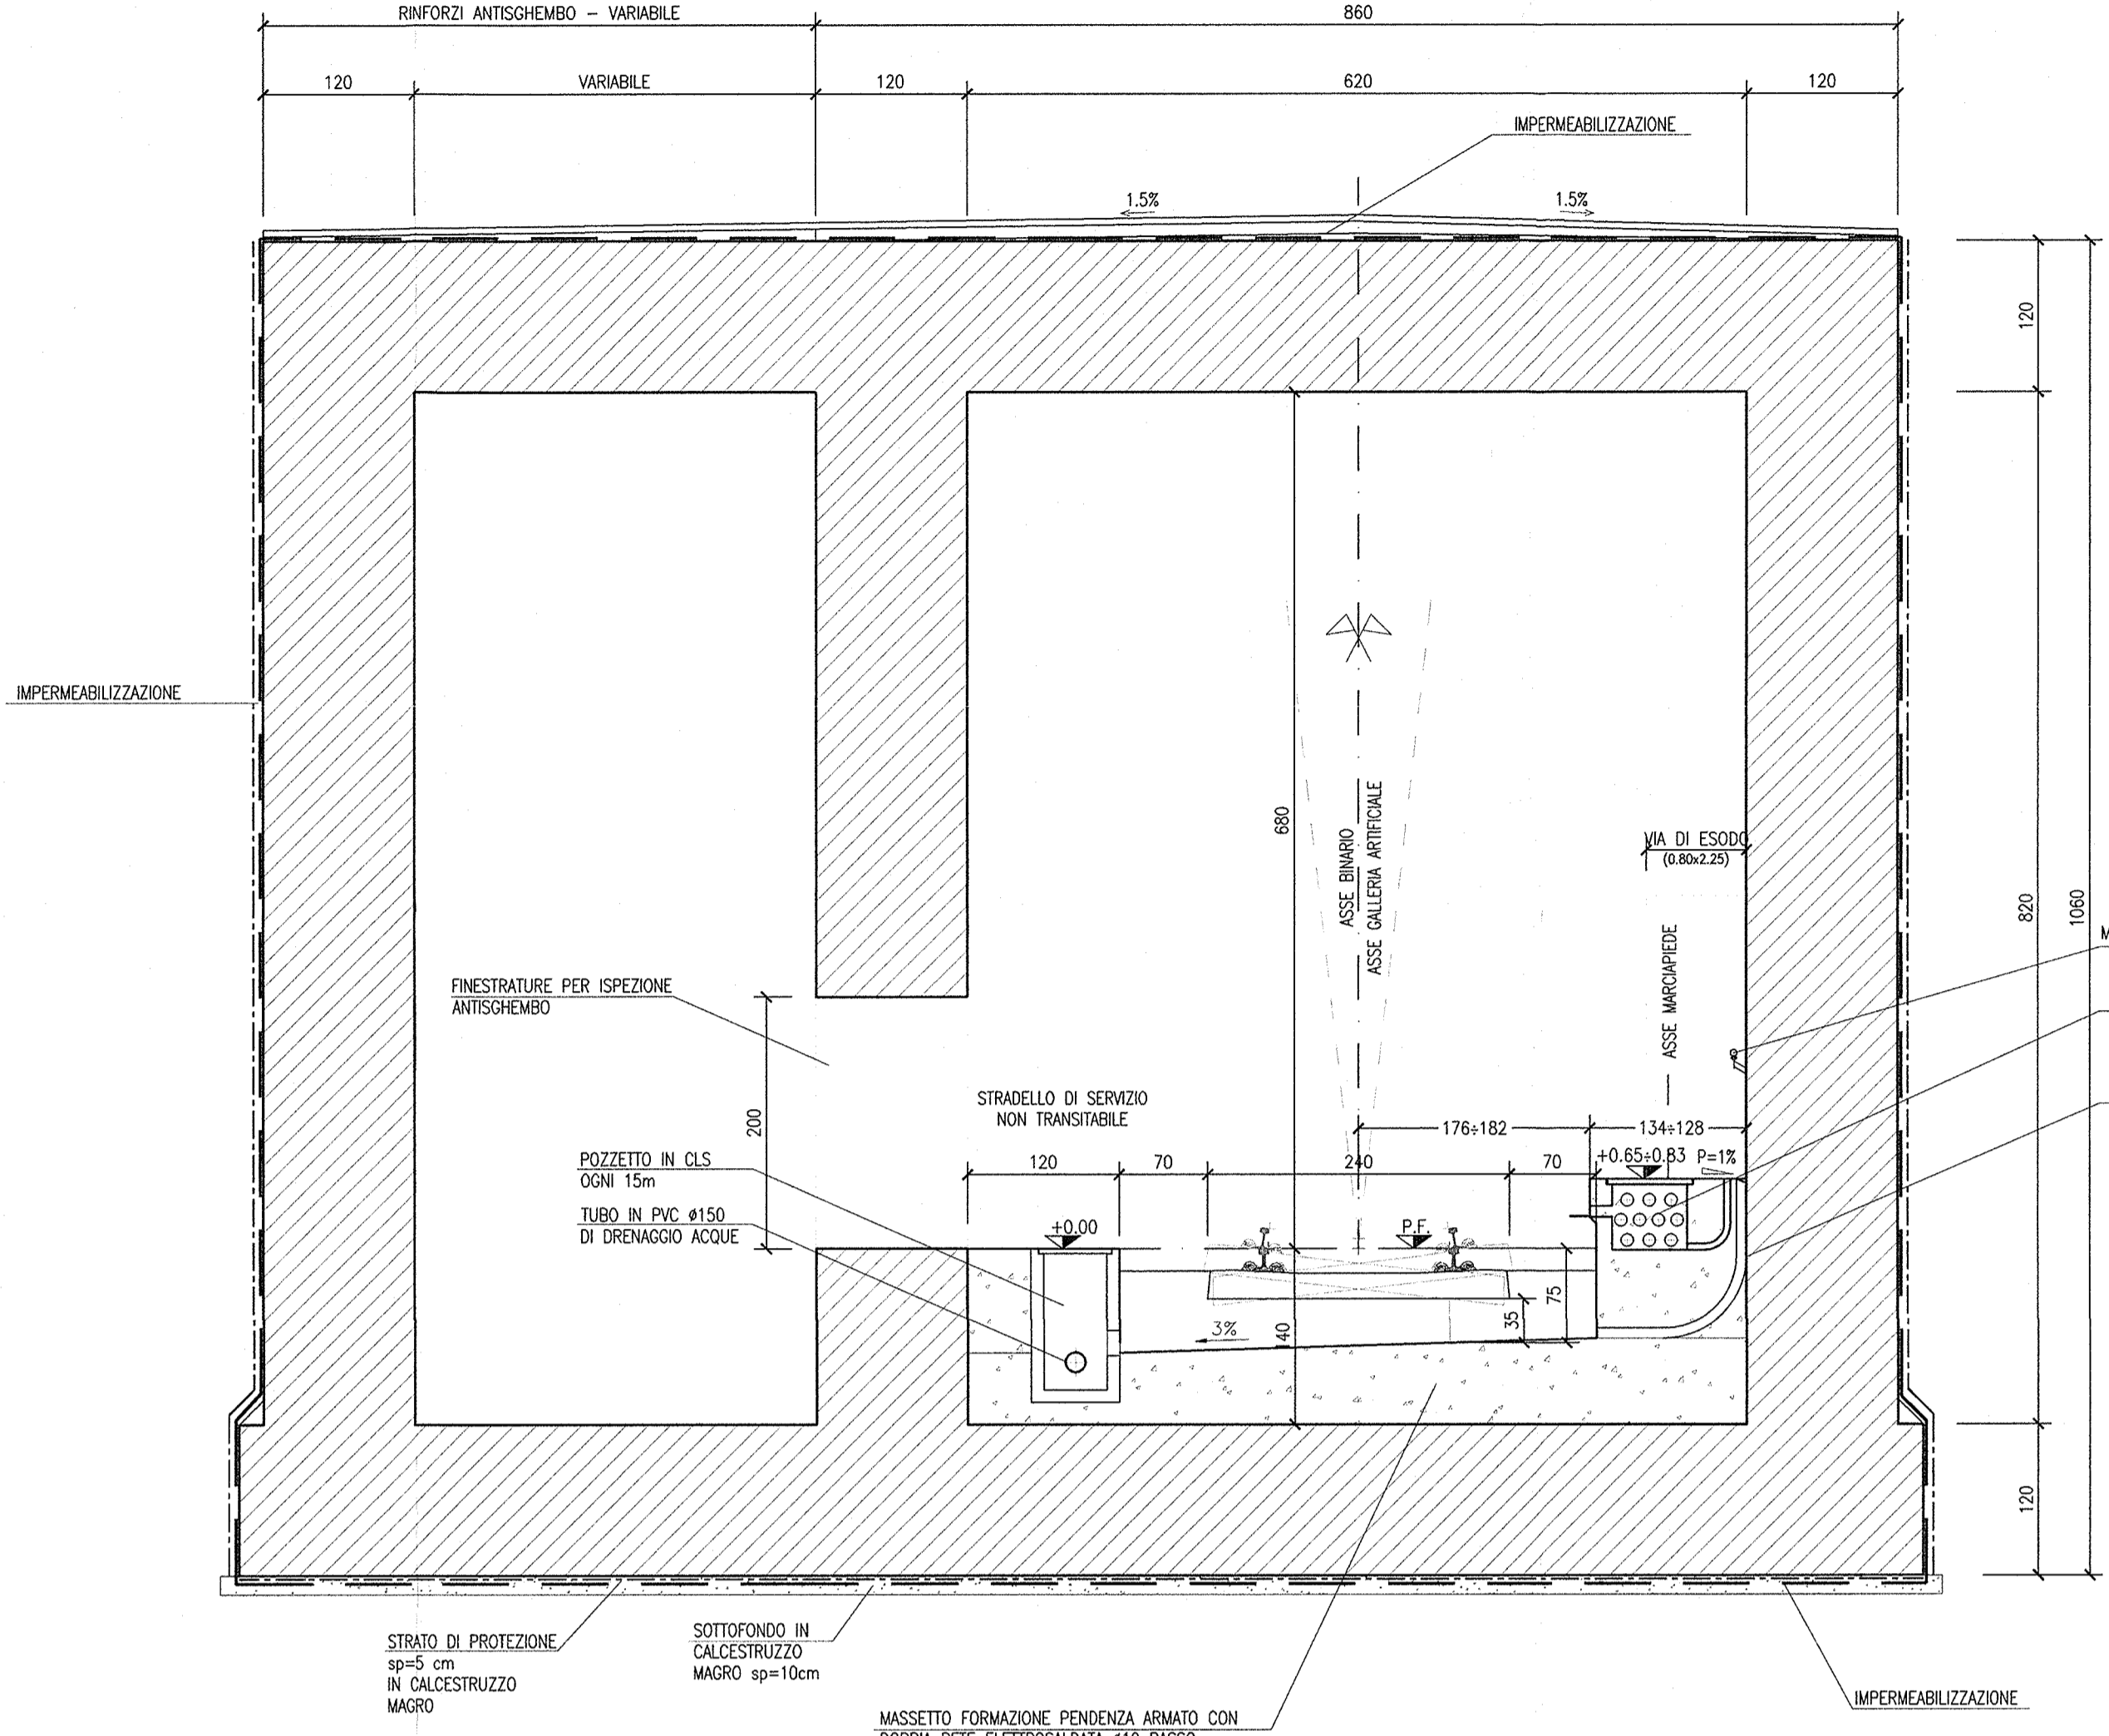 RINFORZI ANTISGHEMBO – VARIABILE
860
120
VARIABILE
120
620
120
IMPERMEABILIZZAZIONE
1.5%
1.5%
120
IMPERMEABILIZZAZIONE
680
ASSE BINARIO
ASSE GALLERIA ARTIFICIALE
VIA DI ESODO
(0.80x2.25)
820
1060
ASSE MARCIAPIEDE
M
FINESTRATURE PER ISPEZIONE
ANTISGHEMBO
200
STRADELLO DI SERVIZIO
NON TRANSITABILE
176÷182
134÷128
POZZETTO IN CLS
OGNI 15m
120
70
240
70
+0.65÷0.83
P=1%
TUBO IN PVC ø150
DI DRENAGGIO ACQUE
+0.00
P.F.
3%
35
75
120
STRATO DI PROTEZIONE
sp=5 cm
IN CALCESTRUZZO
MAGRO
SOTTOFONDO IN
CALCESTRUZZO
MAGRO sp=10cm
IMPERMEABILIZZAZIONE
MASSETTO FORMAZIONE PENDENZA ARMATO CON